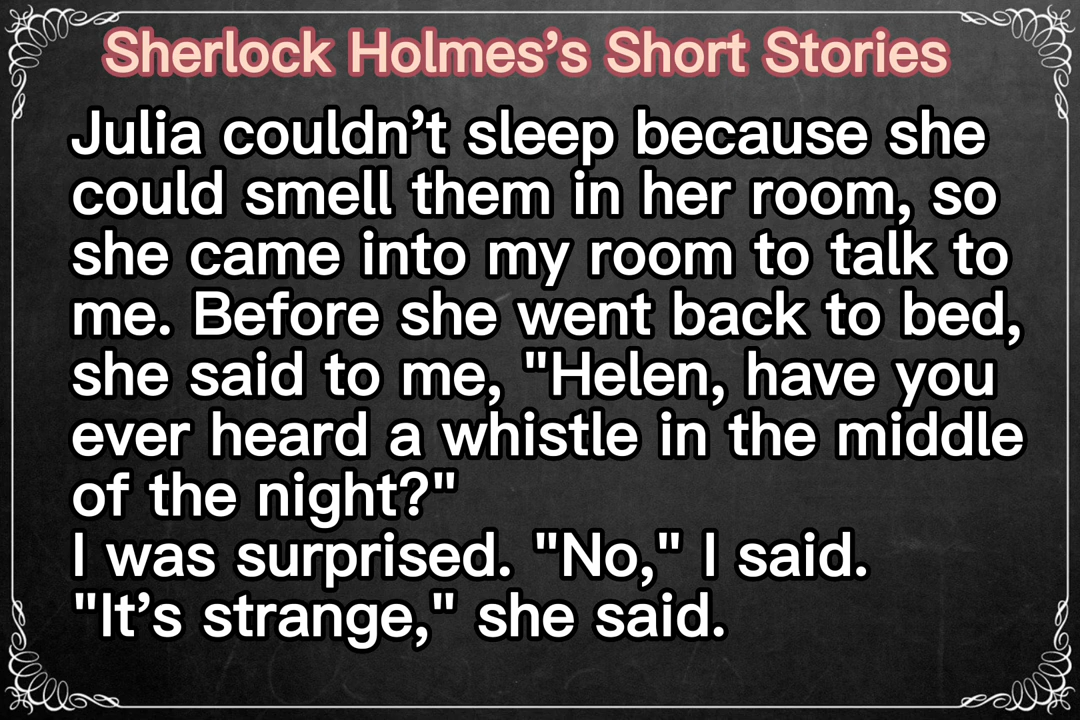 Sherlock Holmes’s Short Stories
Julia couldn’t sleep because she
could smell them in her room, so
she came into my room to talk to
me. Before she went back to bed,
she said to me, "Helen, have you
ever heard a whistle in the middle
of the night?"
I was surprised. "No," I said.
"It’s strange," she said.